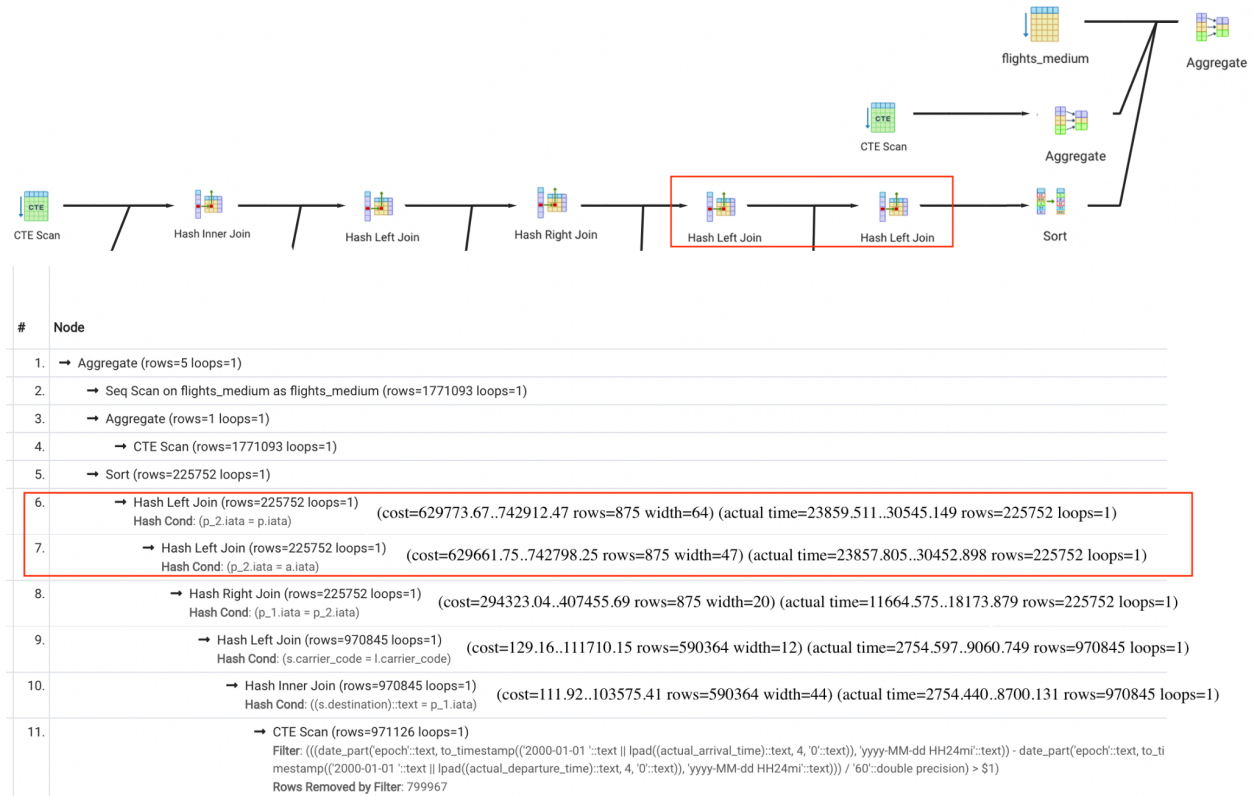 flights_medium
Aggregate
CTE
CTE Scan
Aggregate
CTE
CTE Scan
Hash Inner Join
Hash Left Join
Hash Right Join
Hash Left Join
Hash Left Join
Sort
# Node
1. Aggregate (rows=5 loops=1)
2. Seq Scan on flights_medium as flights_medium (rows=1771093 loops=1)
3. Aggregate (rows=1 loops=1)
4. CTE Scan (rows=1771093 loops=1)
5. Sort (rows=225752 loops=1)
6. Hash Left Join (rows=225752 loops=1)
(cost=629773.67..742912.47 rows=875 width=64) (actual time=23859.511..30545.149 rows=225752 loops=1)
Hash Cond: (p_2.iata = p.iata)
7. Hash Left Join (rows=225752 loops=1)
(cost=629661.75..742798.25 rows=875 width=47) (actual time=23857.805..30452.898 rows=225752 loops=1)
Hash Cond: (p_2.iata = a.iata)
8. Hash Right Join (rows=225752 loops=1)
(cost=294323.04..407455.69 rows=875 width=20) (actual time=11664.575..18173.879 rows=225752 loops=1)
Hash Cond: (p_1.iata = p_2.iata)
9. Hash Left Join (rows=970845 loops=1)
(cost=129.16..111710.15 rows=590364 width=12) (actual time=2754.597..9060.749 rows=970845 loops=1)
Hash Cond: (s.carrier_code = l.carrier_code)
10. Hash Inner Join (rows=970845 loops=1)
(cost=111.92..103575.41 rows=590364 width=44) (actual time=2754.440..8700.131 rows=970845 loops=1)
Hash Cond: ((s.destination)::text = p_1.iata)
11. CTE Scan (rows=971126 loops=1)
Filter: (((date_part('epoch'::text, to_timestamp(('2000-01-01 '::text || lpad((actual_arrival_time)::text, 4, '0'::text)), 'yyyy-MM-dd HH24mi'::text)) - date_part('epoch'::text, to_ti
mestamp(('2000-01-01 '::text || lpad((actual_departure_time)::text, 4, '0'::text)), 'yyyy-MM-dd HH24mi'::text))) / '60'::double precision) > $1)
Rows Removed by Filter: 799967